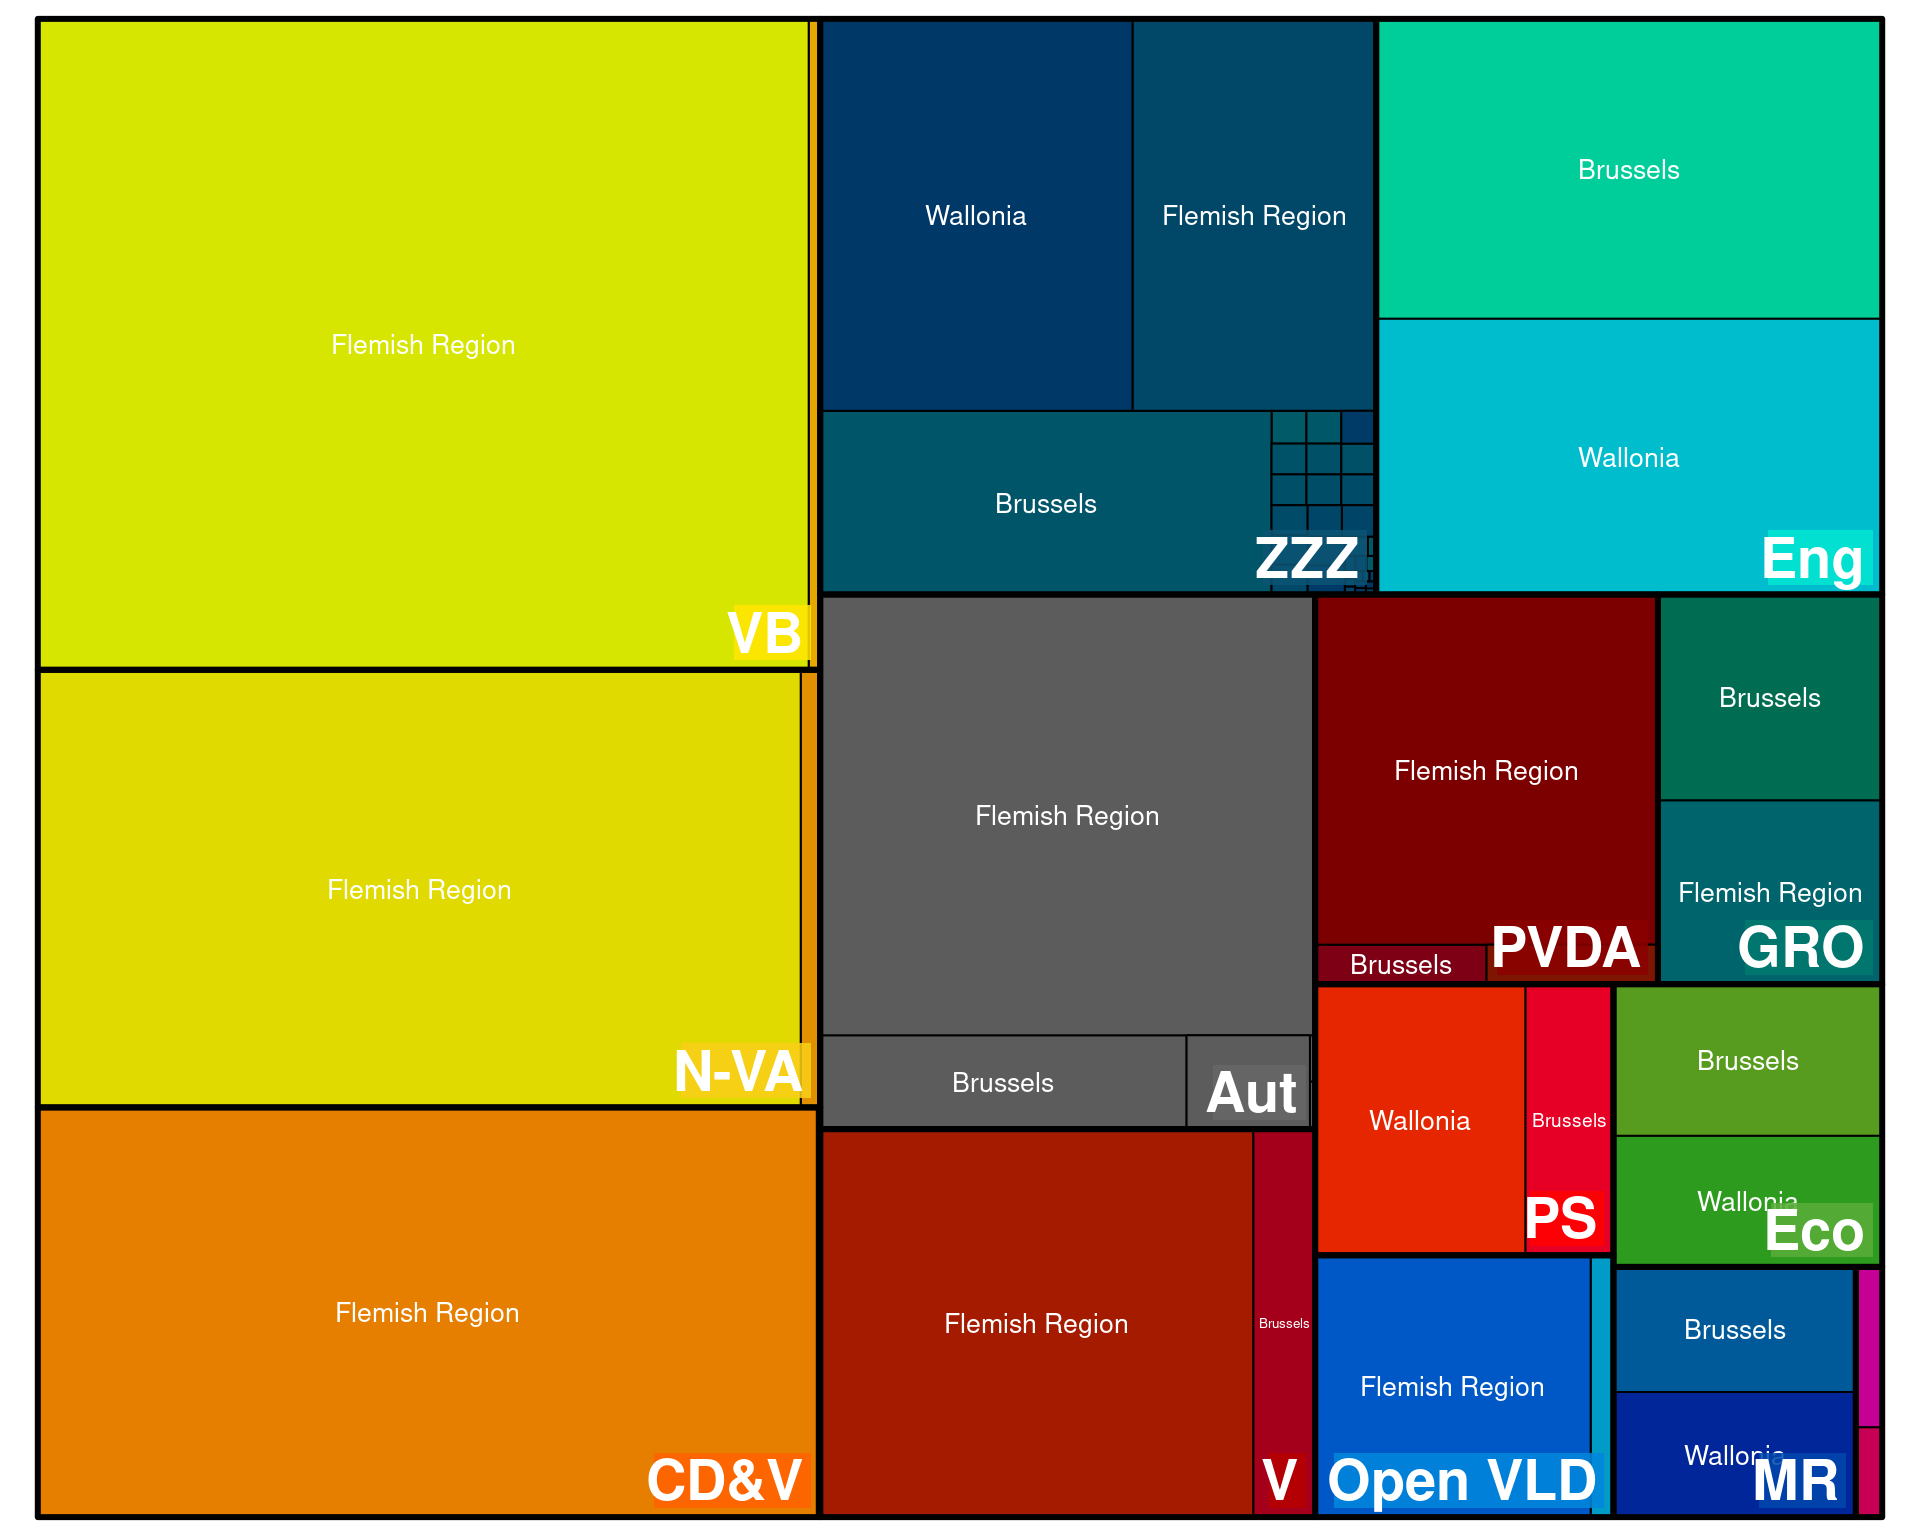 Flemish Region
VB
Flemish Region
N-VA
Flemish Region
CD&V
Wallonia
Flemish Region
Brussels
ZZZ
Brussels
Wallonia
Eng
Flemish Region
Brussels
Aut
Flemish Region
Brussels
V
Flemish Region
Brussels
PVDA
Brussels
Flemish Region
GRO
Wallonia
Brussels
PS
Brussels
Wallonia
Eco
Flemish Region
Open VLD
Brussels
Wallonia
MR